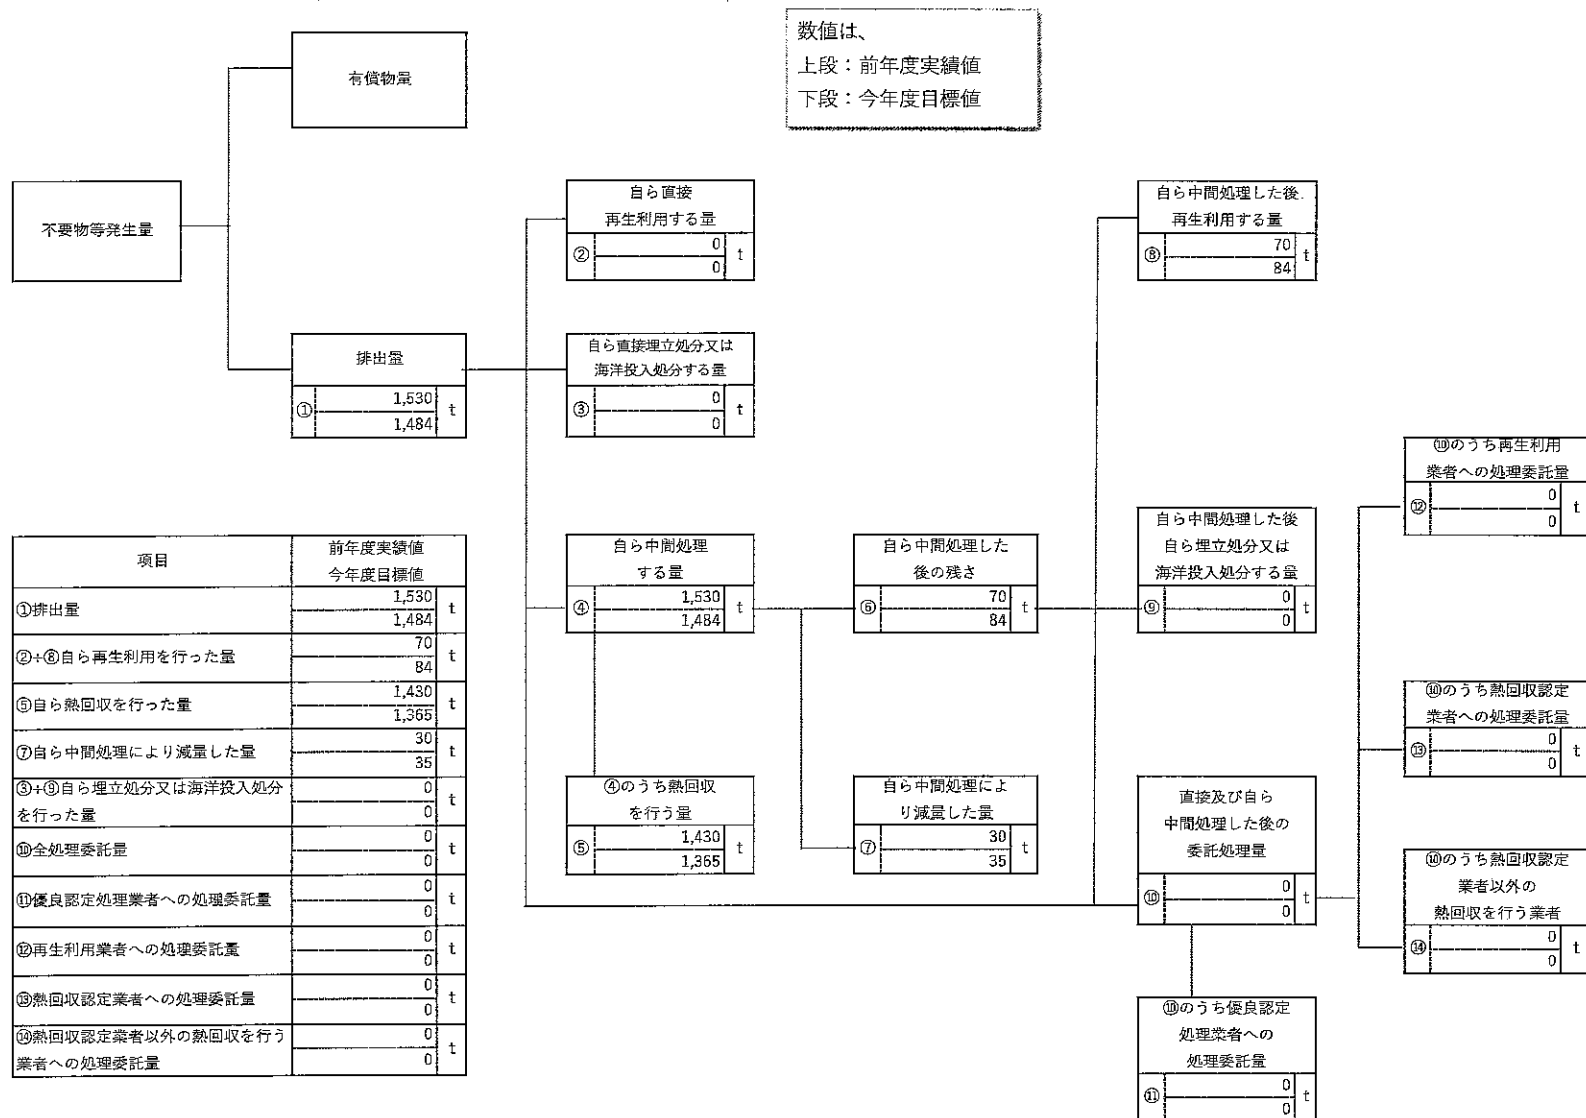 数値は、
上段：前年度実績値
下段：今年度目標値
有償物量
不要物等発生量
排出量
①
1,530
1,484
t
自ら直接
再生利用する量
②
0
0
t
自ら直接埋立処分又は
海洋投入処分する量
③
0
0
t
自ら中間処理
する量
④
1,530
1,484
t
④のうち熱回収
を行う量
⑤
1,430
1,365
t
自ら中間処理した
後の残さ
⑥
70
84
t
自ら中間処理によ
り減量した量
⑦
30
35
t
自ら中間処理した後
再生利用する量
⑧
70
84
t
自ら中間処理した後
自ら埋立処分又は
海洋投入処分する量
⑨
0
0
t
直接及び自ら
中間処理した後の
委託処理量
⑩
0
0
t
⑩のうち優良認定
処理業者への
処理委託量
⑪
0
0
t
⑩のうち再生利用
業者への処理委託量
⑫
0
0
t
⑩のうち熱回収認定
業者への処理委託量
⑬
0
0
t
⑩のうち熱回収認定
業者以外の
熱回収を行う業者
⑭
0
0
t
項目
前年度実績値
今年度目標値
①排出量
1,530
1,484
t
②+⑧自ら再生利用を行った量
70
84
t
⑤自ら熱回収を行った量
1,430
1,365
t
⑦自ら中間処理により減量した量
30
35
t
③+⑨自ら埋立処分又は海洋投入処分
を行った量
0
0
t
⑩全処理委託量
0
0
t
⑪優良認定処理業者への処理委託量
0
0
t
⑫再生利用業者への処理委託量
0
0
t
⑬熱回収認定業者への処理委託量
0
0
t
⑭熱回収認定業者以外の熱回収を行う
業者への処理委託量
0
0
t